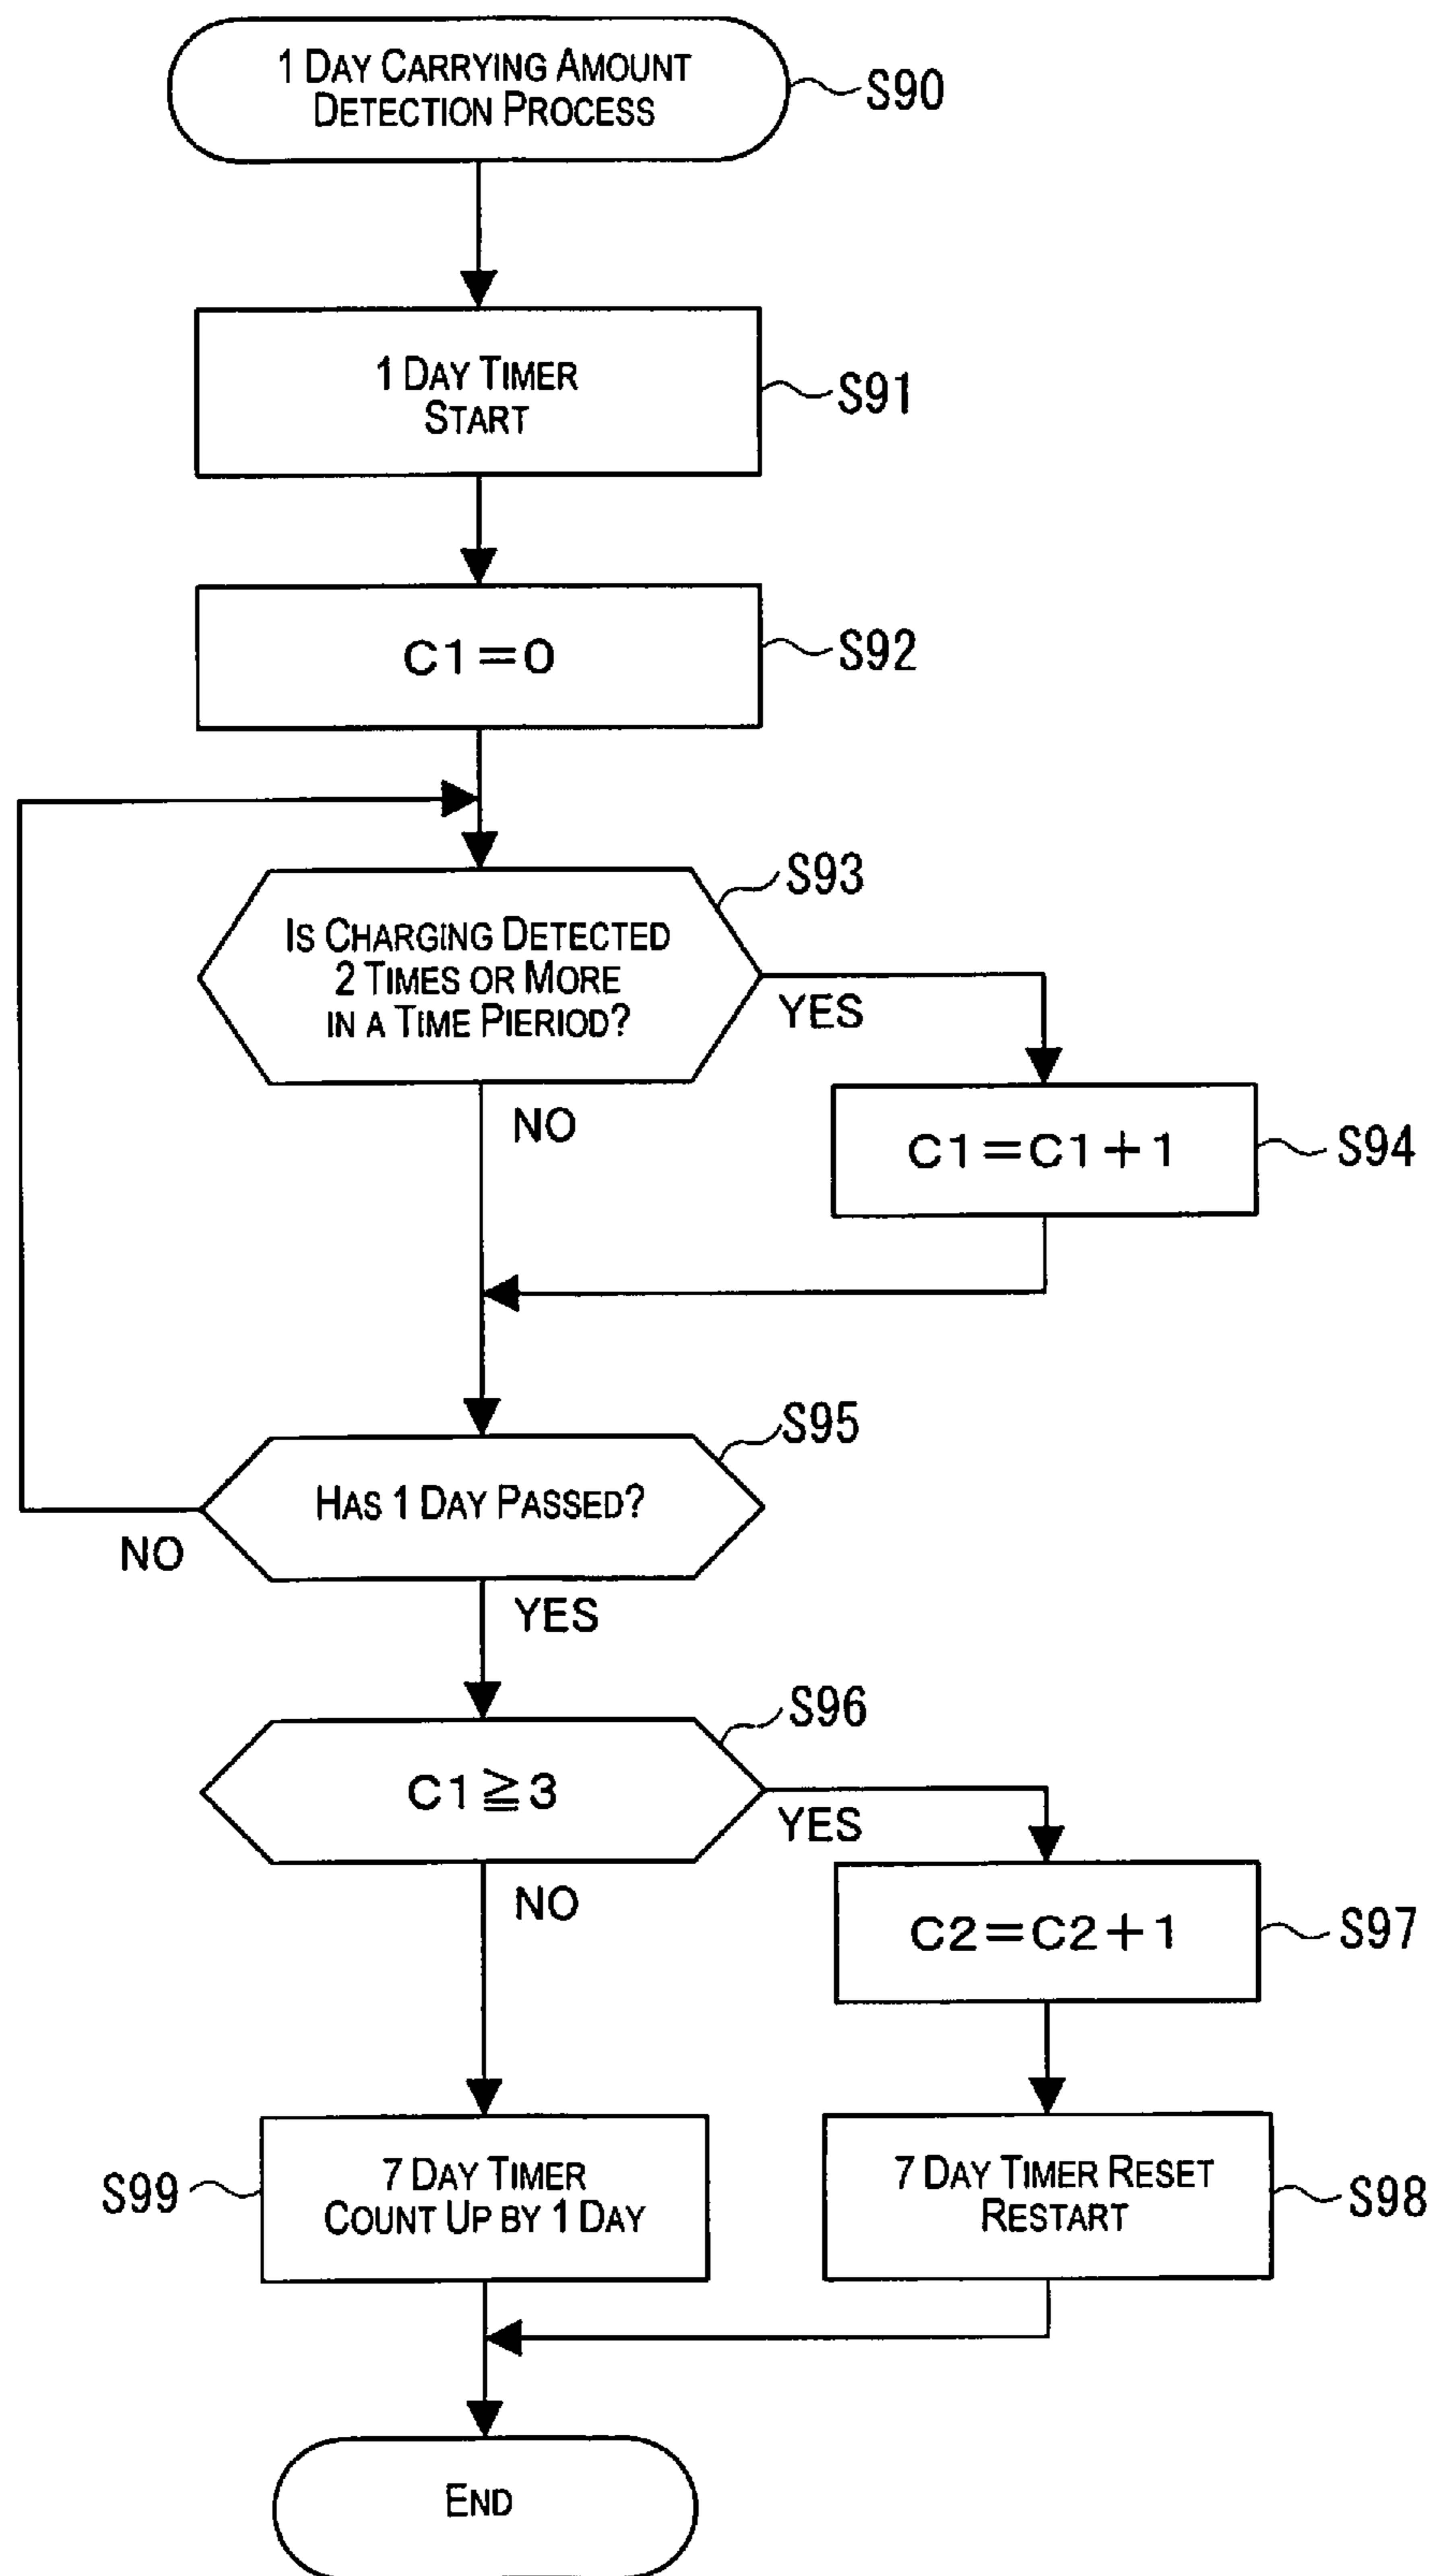 1 DAY CARRYING AMOUNT
DETECTION PROCESS
S90
1 DAY TIMER
START
S91
C1=0
S92
S93
IS CHARGING DETECTED
2 TIMES OR MORE
IN A TIME PIERIOD?
YES
NO
C1=C1+1
S94
S95
HAS 1 DAY PASSED?
NO
YES
S96
C1≧3
YES
NO
C2=C2+1
S97
S99
7 DAY TIMER
COUNT UP BY 1 DAY
7 DAY TIMER RESET
RESTART
S98
END